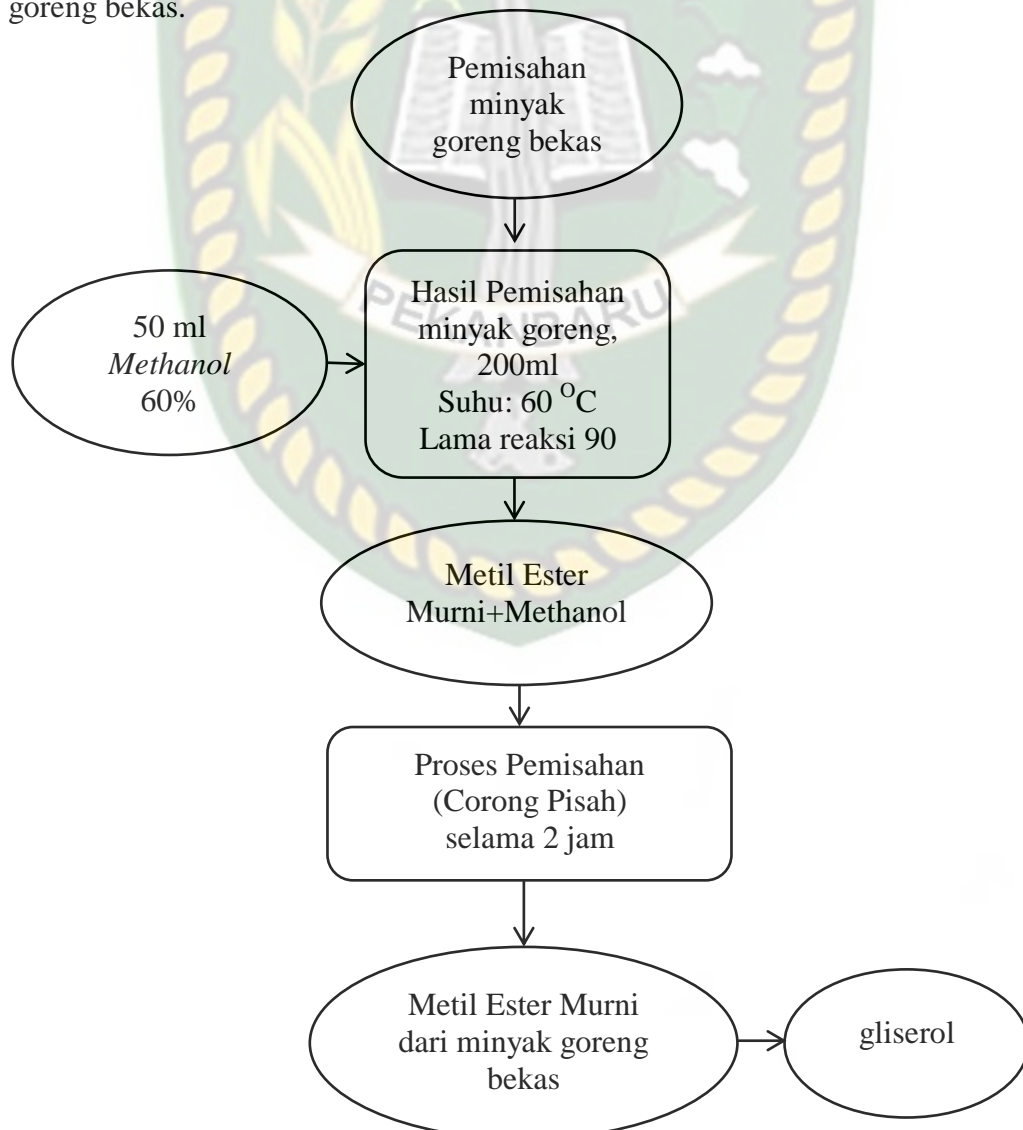 goreng bekas.
Pemisahan
minyak
goreng bekas
50 ml
Methanol
60%
Hasil Pemisahan
minyak goreng,
200ml
Suhu: 60 ᴼC
Lama reaksi 90
PEKANBARU
Metil Ester
Murni+Methanol
Proses Pemisahan
(Corong Pisah)
selama 2 jam
Metil Ester Murni
dari minyak goreng
bekas
gliserol